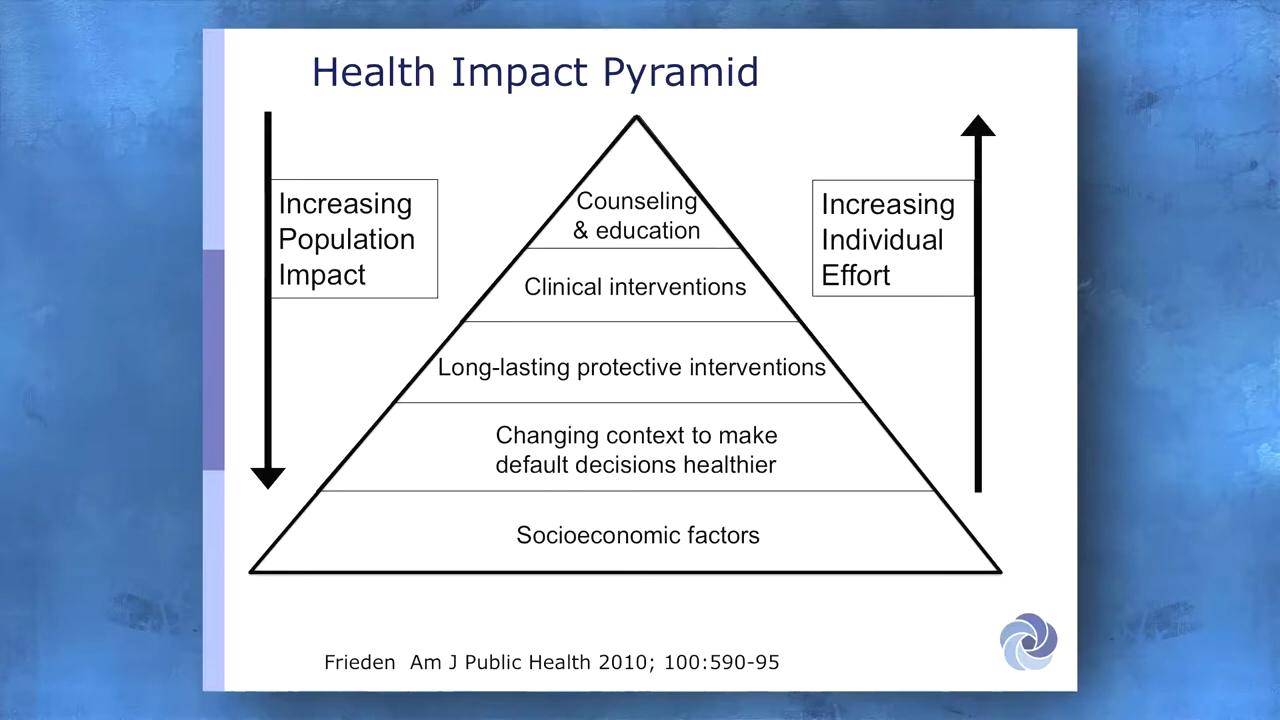 Health Impact Pyramid
Increasing
Population
Impact
Increasing
Individual
Effort
Counseling
& education
Clinical interventions
Long-lasting protective interventions
Changing context to make
default decisions healthier
Socioeconomic factors
Frieden  Am J Public Health 2010; 100:590-95